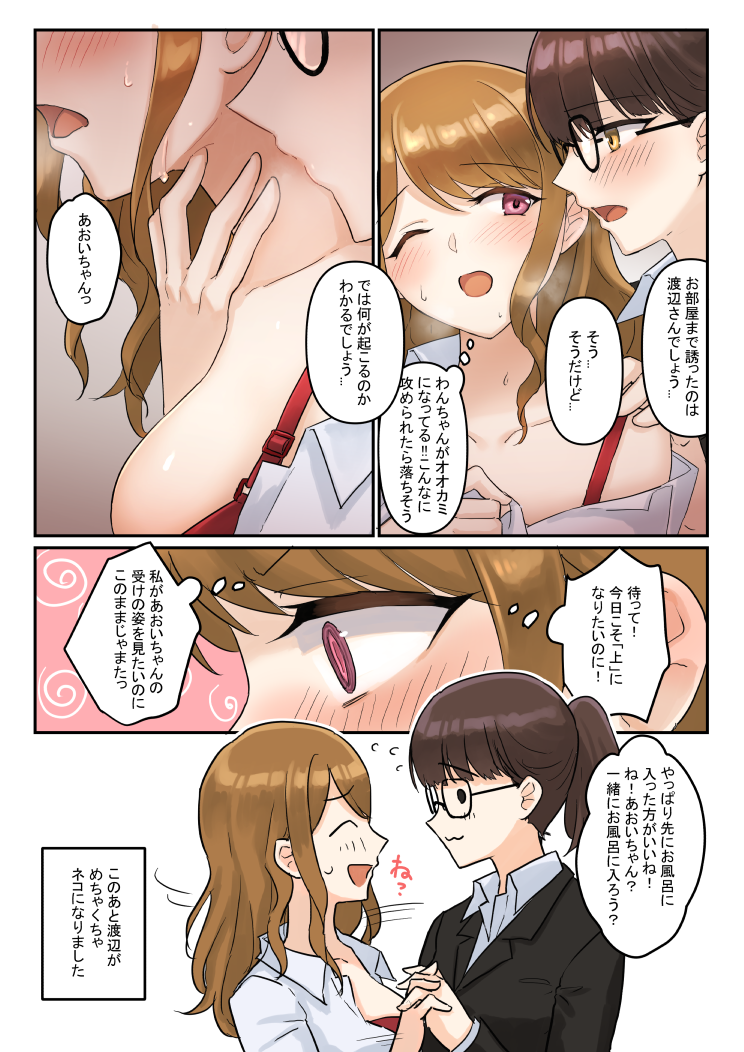 お部屋まで誘ったのは
渡辺さんでしょう…
そう…
そうだけど…
わんちゃんがオオカミ
になってる!!こんなに
攻められたら落ちそう
では何が起こるのか
わかるでしょう…
あおいちゃんっ
待って！
今日こそ「上」に
なりたいのに！
私があおいちゃんの
受けの姿を見たいのに
このままじゃまたっ
やっぱり先にお風呂に
入った方がいいね！
ね！あおいちゃん？
一緒にお風呂に入ろう？
ね？
このあと渡辺が
めちゃくちゃ
ネコになりました